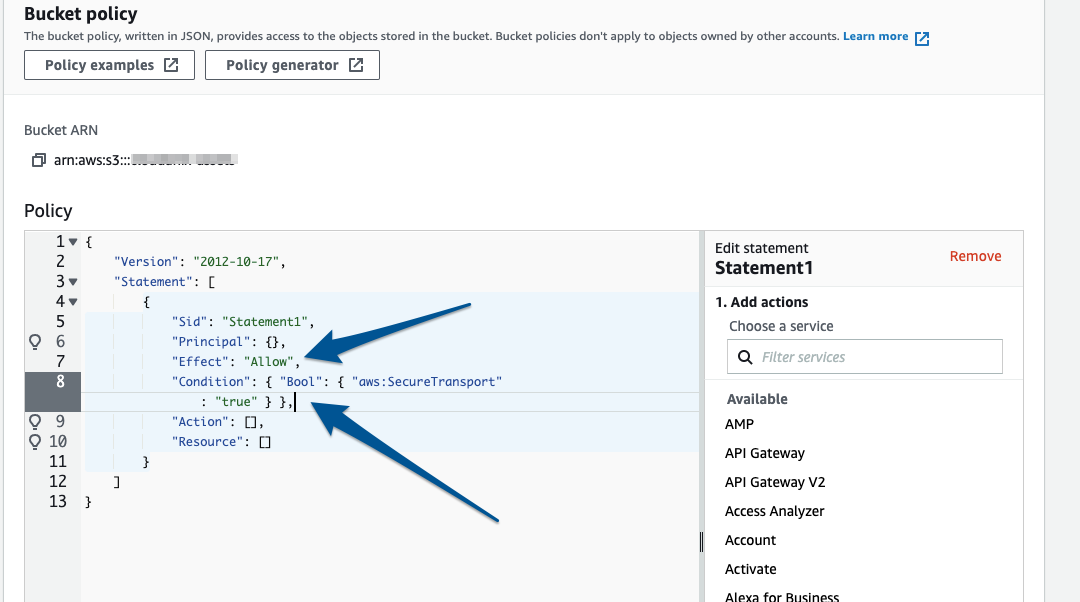 Bucket policy
The bucket policy, written in JSON, provides access to the objects stored in the bucket. Bucket policies don't apply to objects owned by other accounts. Learn more
Policy examples Policy generator
Bucket ARN
arn:aws:s3:::
Policy
1 {
2 "Version": "2012-10-17",
3 "Statement": [
4 {
5 "Sid": "Statement1",
6 "Principal": {},
7 "Effect": "Allow",
8 "Condition": { "Bool": { "aws:SecureTransport"
: "true" } },
9 "Action": [],
10 "Resource": []
11 }
12 ]
13 }
Edit statement
Statement1
Remove
1. Add actions
Choose a service
Filter services
Available
AMP
API Gateway
API Gateway V2
Access Analyzer
Account
Activate
Alexa for Business